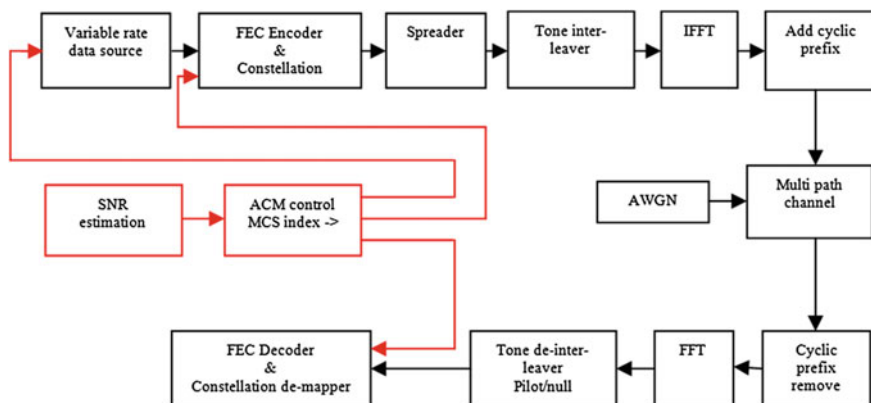 Variable rate
data source
FEC Encoder
&
Constellation
Spreader
Tone inter-
leaver
IFFT
Add cyclic
prefix
SNR
estimation
ACM control
MCS index ->
AWGN
Multi path
channel
FEC Decoder
&
Constellation de-mapper
Tone de-inter-
leaver
Pilot/null
FFT
Cyclic
prefix
remove